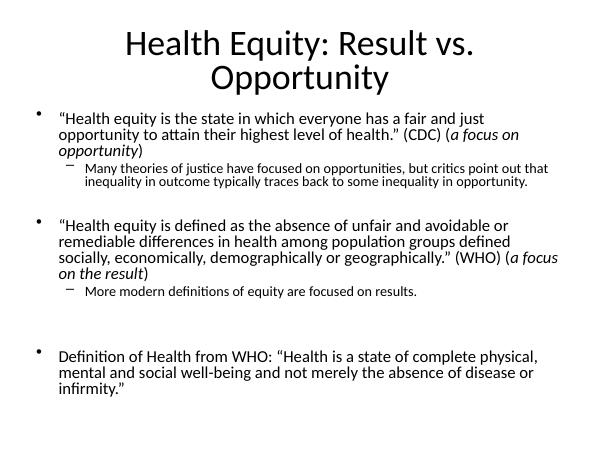 Health Equity: Result vs.
Opportunity
• “Health equity is the state in which everyone has a fair and just
opportunity to attain their highest level of health.” (CDC) (a focus on
opportunity)
– Many theories of justice have focused on opportunities, but critics point out that
inequality in outcome typically traces back to some inequality in opportunity.
• “Health equity is defined as the absence of unfair and avoidable or
remediable differences in health among population groups defined
socially, economically, demographically or geographically.” (WHO) (a focus
on the result)
– More modern definitions of equity are focused on results.
• Definition of Health from WHO: “Health is a state of complete physical,
mental and social well-being and not merely the absence of disease or
infirmity.”